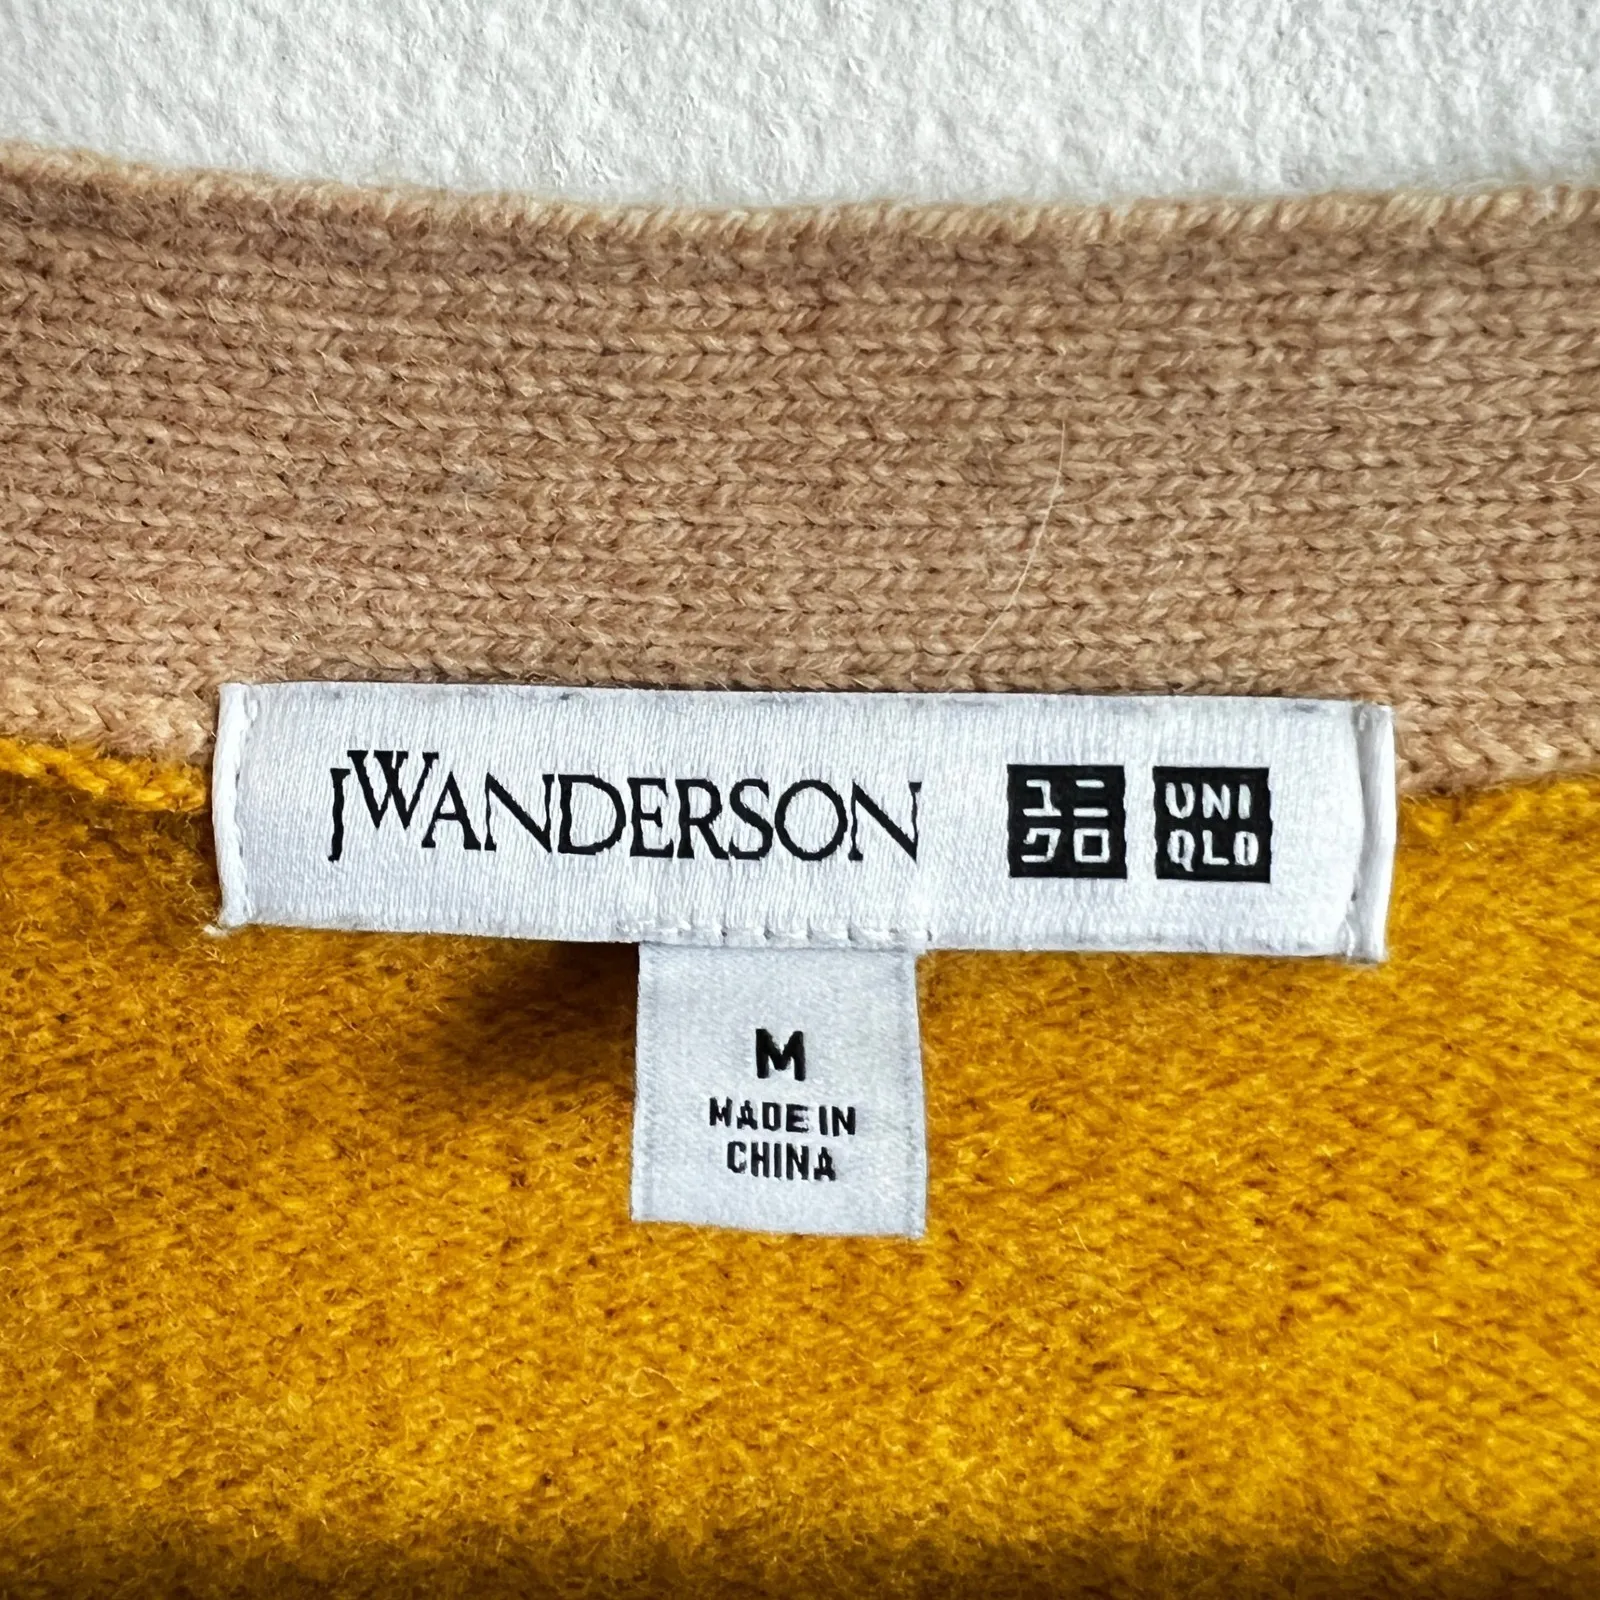 JWANDERSON
ユニ
クロ
UNI
QLO
M
MADE IN
CHINA